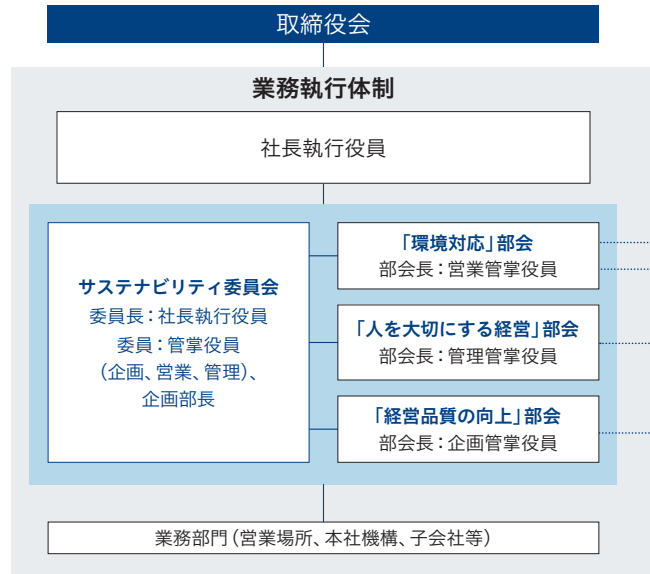 取締役会
業務執行体制
社長執行役員
サステナビリティ委員会
委員長：社長執行役員
委員：管掌役員
（企画、営業、管理）、
企画部長
「環境対応」部会
部会長：営業管掌役員
「人を大切にする経営」部会
部会長：管理管掌役員
「経営品質の向上」部会
部会長：企画管掌役員
業務部門（営業場所、本社機構、子会社等）